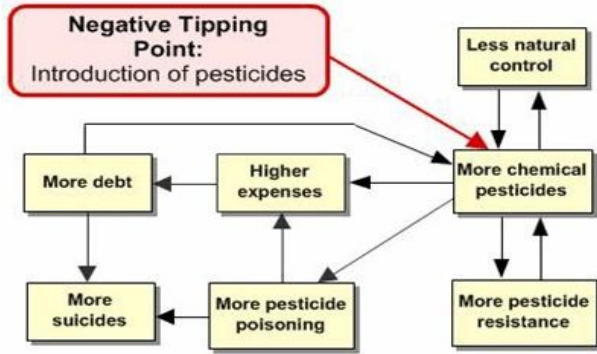 Negative Tipping
Point:
Introduction of pesticides
Less natural
control
More debt
Higher
expenses
More chemical
pesticides
More
suicides
More pesticide
poisoning
More pesticide
resistance